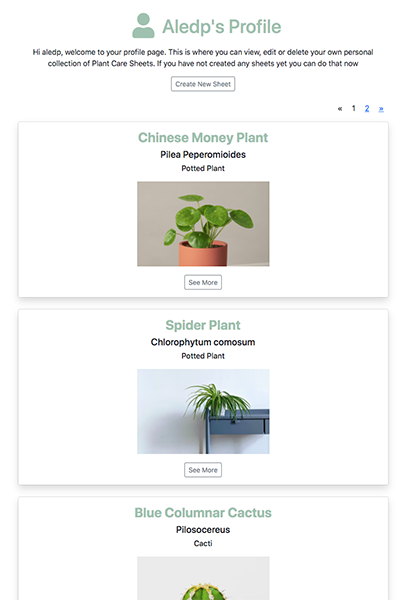 Aledp's Profile
Hi aledp, welcome to your profile page. This is where you can view, edit or delete your own personal
collection of Plant Care Sheets. If you have not created any sheets yet you can do that now
Create New Sheet
« 1 2 »
Chinese Money Plant
Pilea Peperomioides
Potted Plant
See More
Spider Plant
Chlorophytum comosum
Potted Plant
See More
Blue Columnar Cactus
Pilosocereus
Cacti